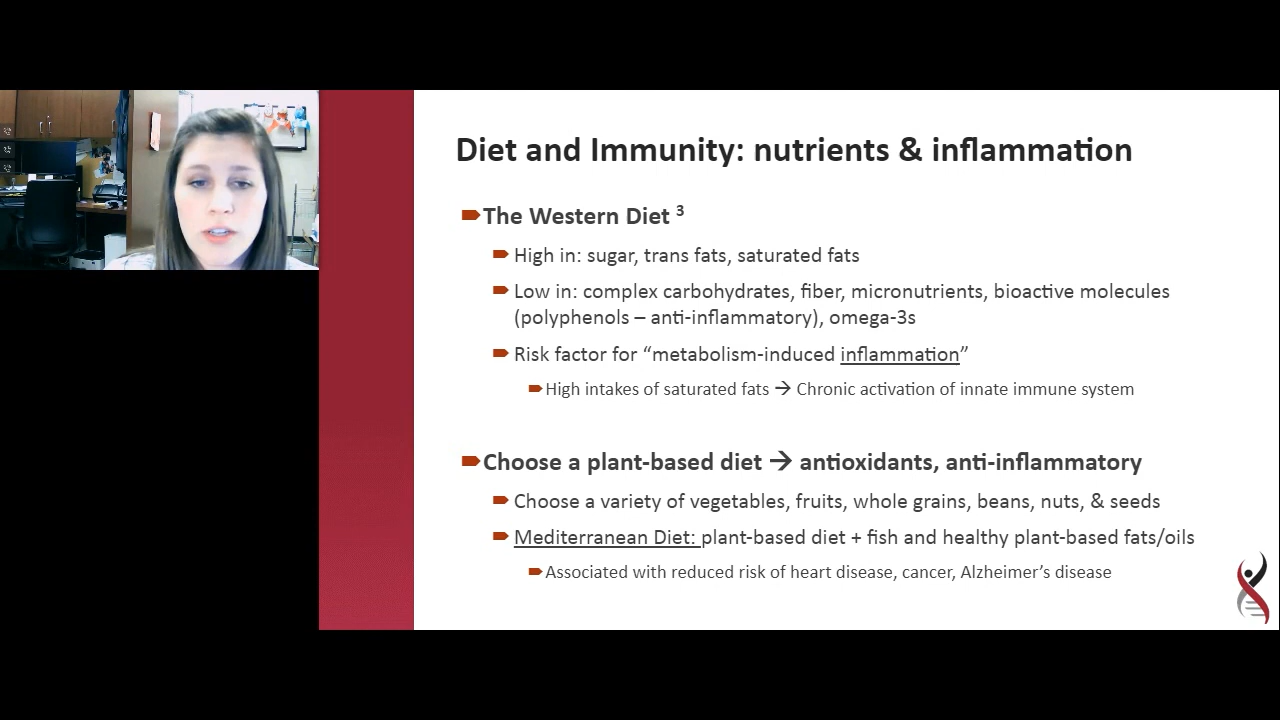 Diet and Immunity: nutrients & inflammation
The Western Diet 3
High in: sugar, trans fats, saturated fats
Low in: complex carbohydrates, fiber, micronutrients, bioactive molecules
(polyphenols – anti-inflammatory), omega-3s
Risk factor for “metabolism-induced inflammation”
High intakes of saturated fats → Chronic activation of innate immune system
Choose a plant-based diet → antioxidants, anti-inflammatory
Choose a variety of vegetables, fruits, whole grains, beans, nuts, & seeds
Mediterranean Diet: plant-based diet + fish and healthy plant-based fats/oils
Associated with reduced risk of heart disease, cancer, Alzheimer’s disease